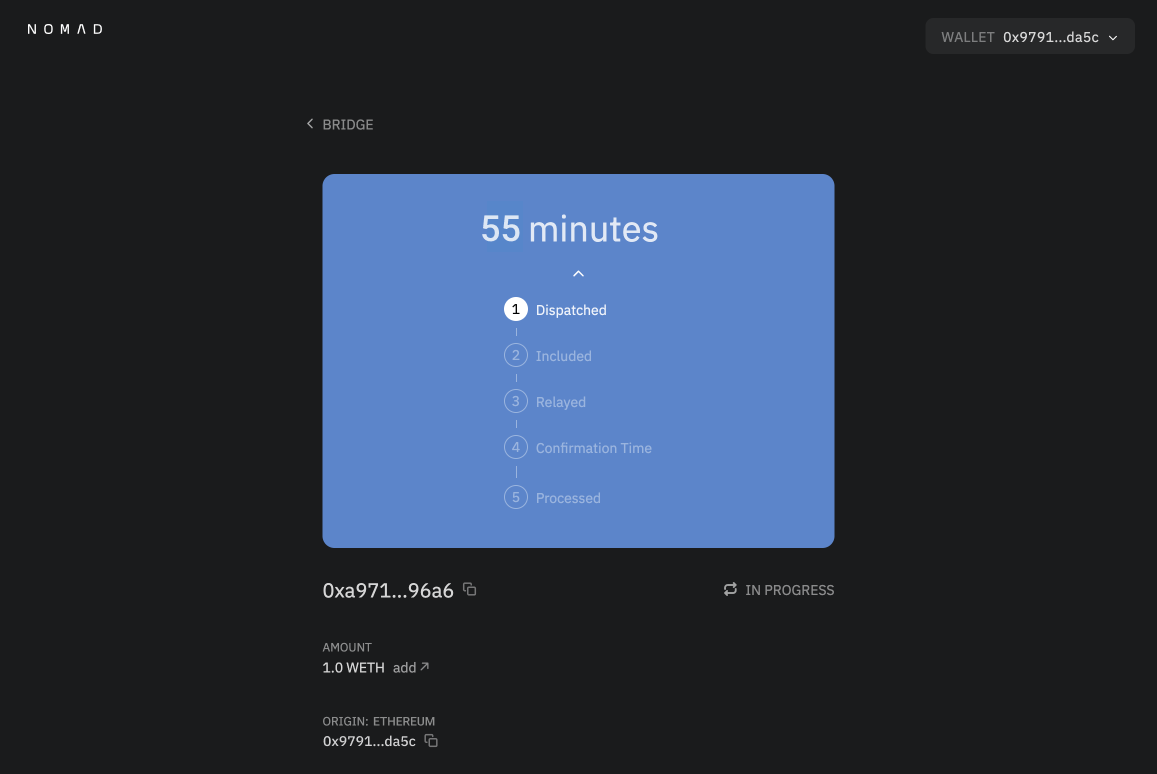 NOMAD
WALLET 0x9791...da5c
BRIDGE
55 minutes
1 Dispatched
2 Included
3 Relayed
4 Confirmation Time
5 Processed
0xa971...96a6
IN PROGRESS
AMOUNT
1.0 WETH add
ORIGIN: ETHEREUM
0x9791...da5c